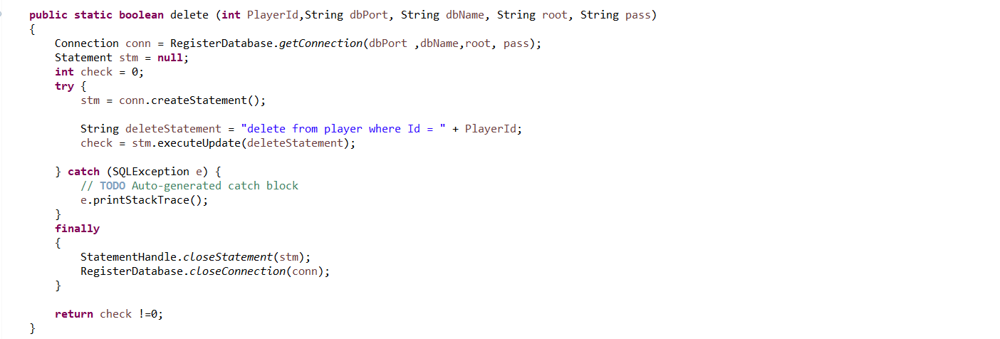 public static boolean delete (int PlayerId,String dbPort, String dbName, String root, String pass)
{
Connection conn = RegisterDatabase.getConnection(dbPort ,dbName,root, pass);
Statement stm = null;
int check = 0;
try {
stm = conn.createStatement();
String deleteStatement = "delete from player where Id = " + PlayerId;
check = stm.executeUpdate(deleteStatement);
} catch (SQLException e) {
// TODO Auto-generated catch block
e.printStackTrace();
}
finally
{
StatementHandle.closeStatement(stm);
RegisterDatabase.closeConnection(conn);
}
return check !=0;
}